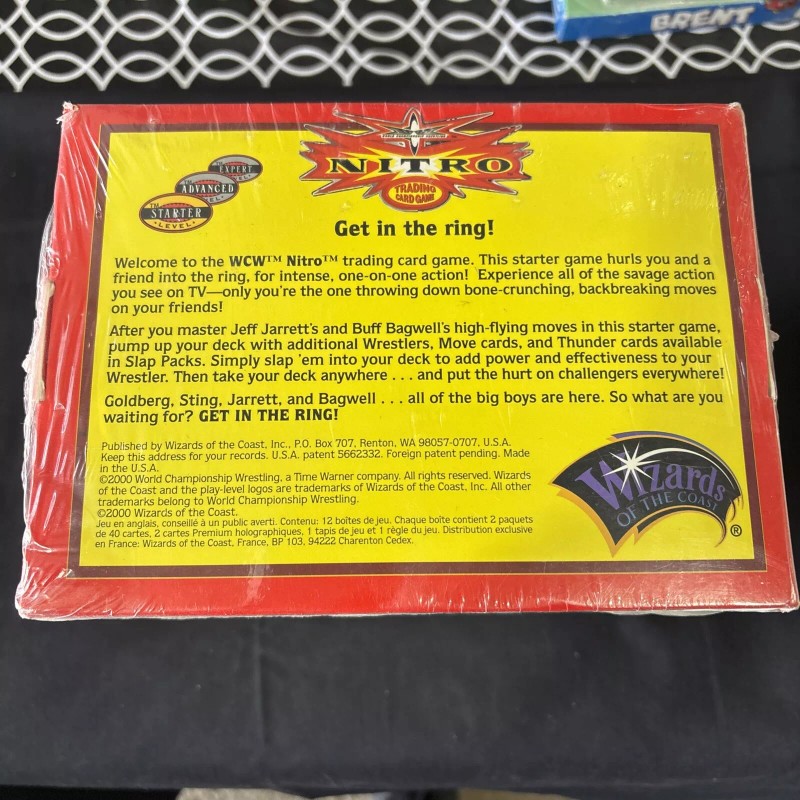 BRENT
NITRO
TRADING
CARD GAME
EXPERT
ADVANCED
STARTER
LEVEL
Get in the ring!
Welcome to the WCW™ Nitro™ trading card game. This starter game hurls you and a
friend into the ring, for intense, one-on-one action! Experience all of the savage action
you see on TV—only you're the one throwing down bone-crunching, backbreaking moves
on your friends!
After you master Jeff Jarrett's and Buff Bagwell's high-flying moves in this starter game,
pump up your deck with additional Wrestlers, Move cards, and Thunder cards available
in Slap Packs. Simply slap 'em into your deck to add power and effectiveness to your
Wrestler. Then take your deck anywhere . . . and put the hurt on challengers everywhere!
Goldberg, Sting, Jarrett, and Bagwell . . . all of the big boys are here. So what are you
waiting for? GET IN THE RING!
Published by Wizards of the Coast, Inc., P.O. Box 707, Renton, WA 98057-0707, U.S.A.
Keep this address for your records. U.S.A. patent 5662332. Foreign patent pending. Made
in the U.S.A.
©2000 World Championship Wrestling, a Time Warner company. All rights reserved. Wizards
of the Coast and the play-level logos are trademarks of Wizards of the Coast, Inc. All other
trademarks belong to World Championship Wrestling.
©2000 Wizards of the Coast.
Jeu en anglais, conseillé à un public averti. Contenu: 12 boîtes de jeu. Chaque boîte contient 2 paquets
de 40 cartes, 2 cartes Premium holographiques, 1 tapis de jeu et 1 règle du jeu. Distribution exclusive
en France: Wizards of the Coast, France, BP 103, 94222 Charenton Cedex.
Wizards
OF THE COAST
®